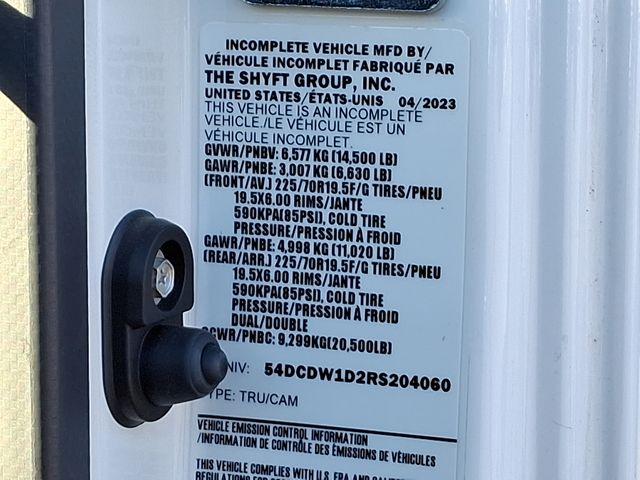 INCOMPLETE VEHICLE MFD BY/
VÉHICULE INCOMPLET FABRIQUÉ PAR
THE SHYFT GROUP, INC.
UNITED STATES/ÉTATS-UNIS 04/2023
THIS VEHICLE IS AN INCOMPLETE
VEHICLE./LE VÉHICULE EST UN
VÉHICULE INCOMPLET.
GVWR/PNBV: 6,577 KG (14,500 LB)
GAWR/PNBE: 3,007 KG (6,630 LB)
(FRONT/AV.) 225/70R19.5F/G TIRES/PNEU
19.5X6.00 RIMS/JANTE
590KPA(85PSI), COLD TIRE
PRESSURE/PRESSION À FROID
GAWR/PNBE: 4,998 KG (11,020 LB)
(REAR/ARR.) 225/70R19.5F/G TIRES/PNEU
19.5X6.00 RIMS/JANTE
590KPA(85PSI), COLD TIRE
PRESSURE/PRESSION À FROID
DUAL/DOUBLE
GCWR/PNBC: 9,299KG(20,500LB)
NIV: 54DCDW1D2RS204060
TYPE: TRU/CAM
VEHICLE EMISSION CONTROL INFORMATION
/INFORMATION DE CONTRÔLE DES ÉMISSIONS DE VÉHICULES
THIS VEHICLE COMPLIES WITH U.S. EPA AND